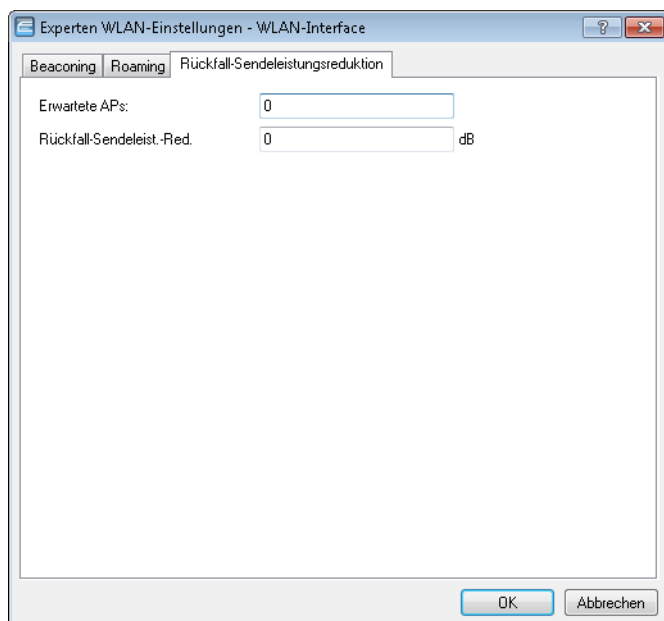 Experten WLAN-Einstellungen - WLAN-Interface
?
Beaconing Roaming Rückfall-Sendeleistungsreduktion
Erwartete APs: 0
Rückfall-Sendeleist.-Red. 0 dB
OK Abbrechen